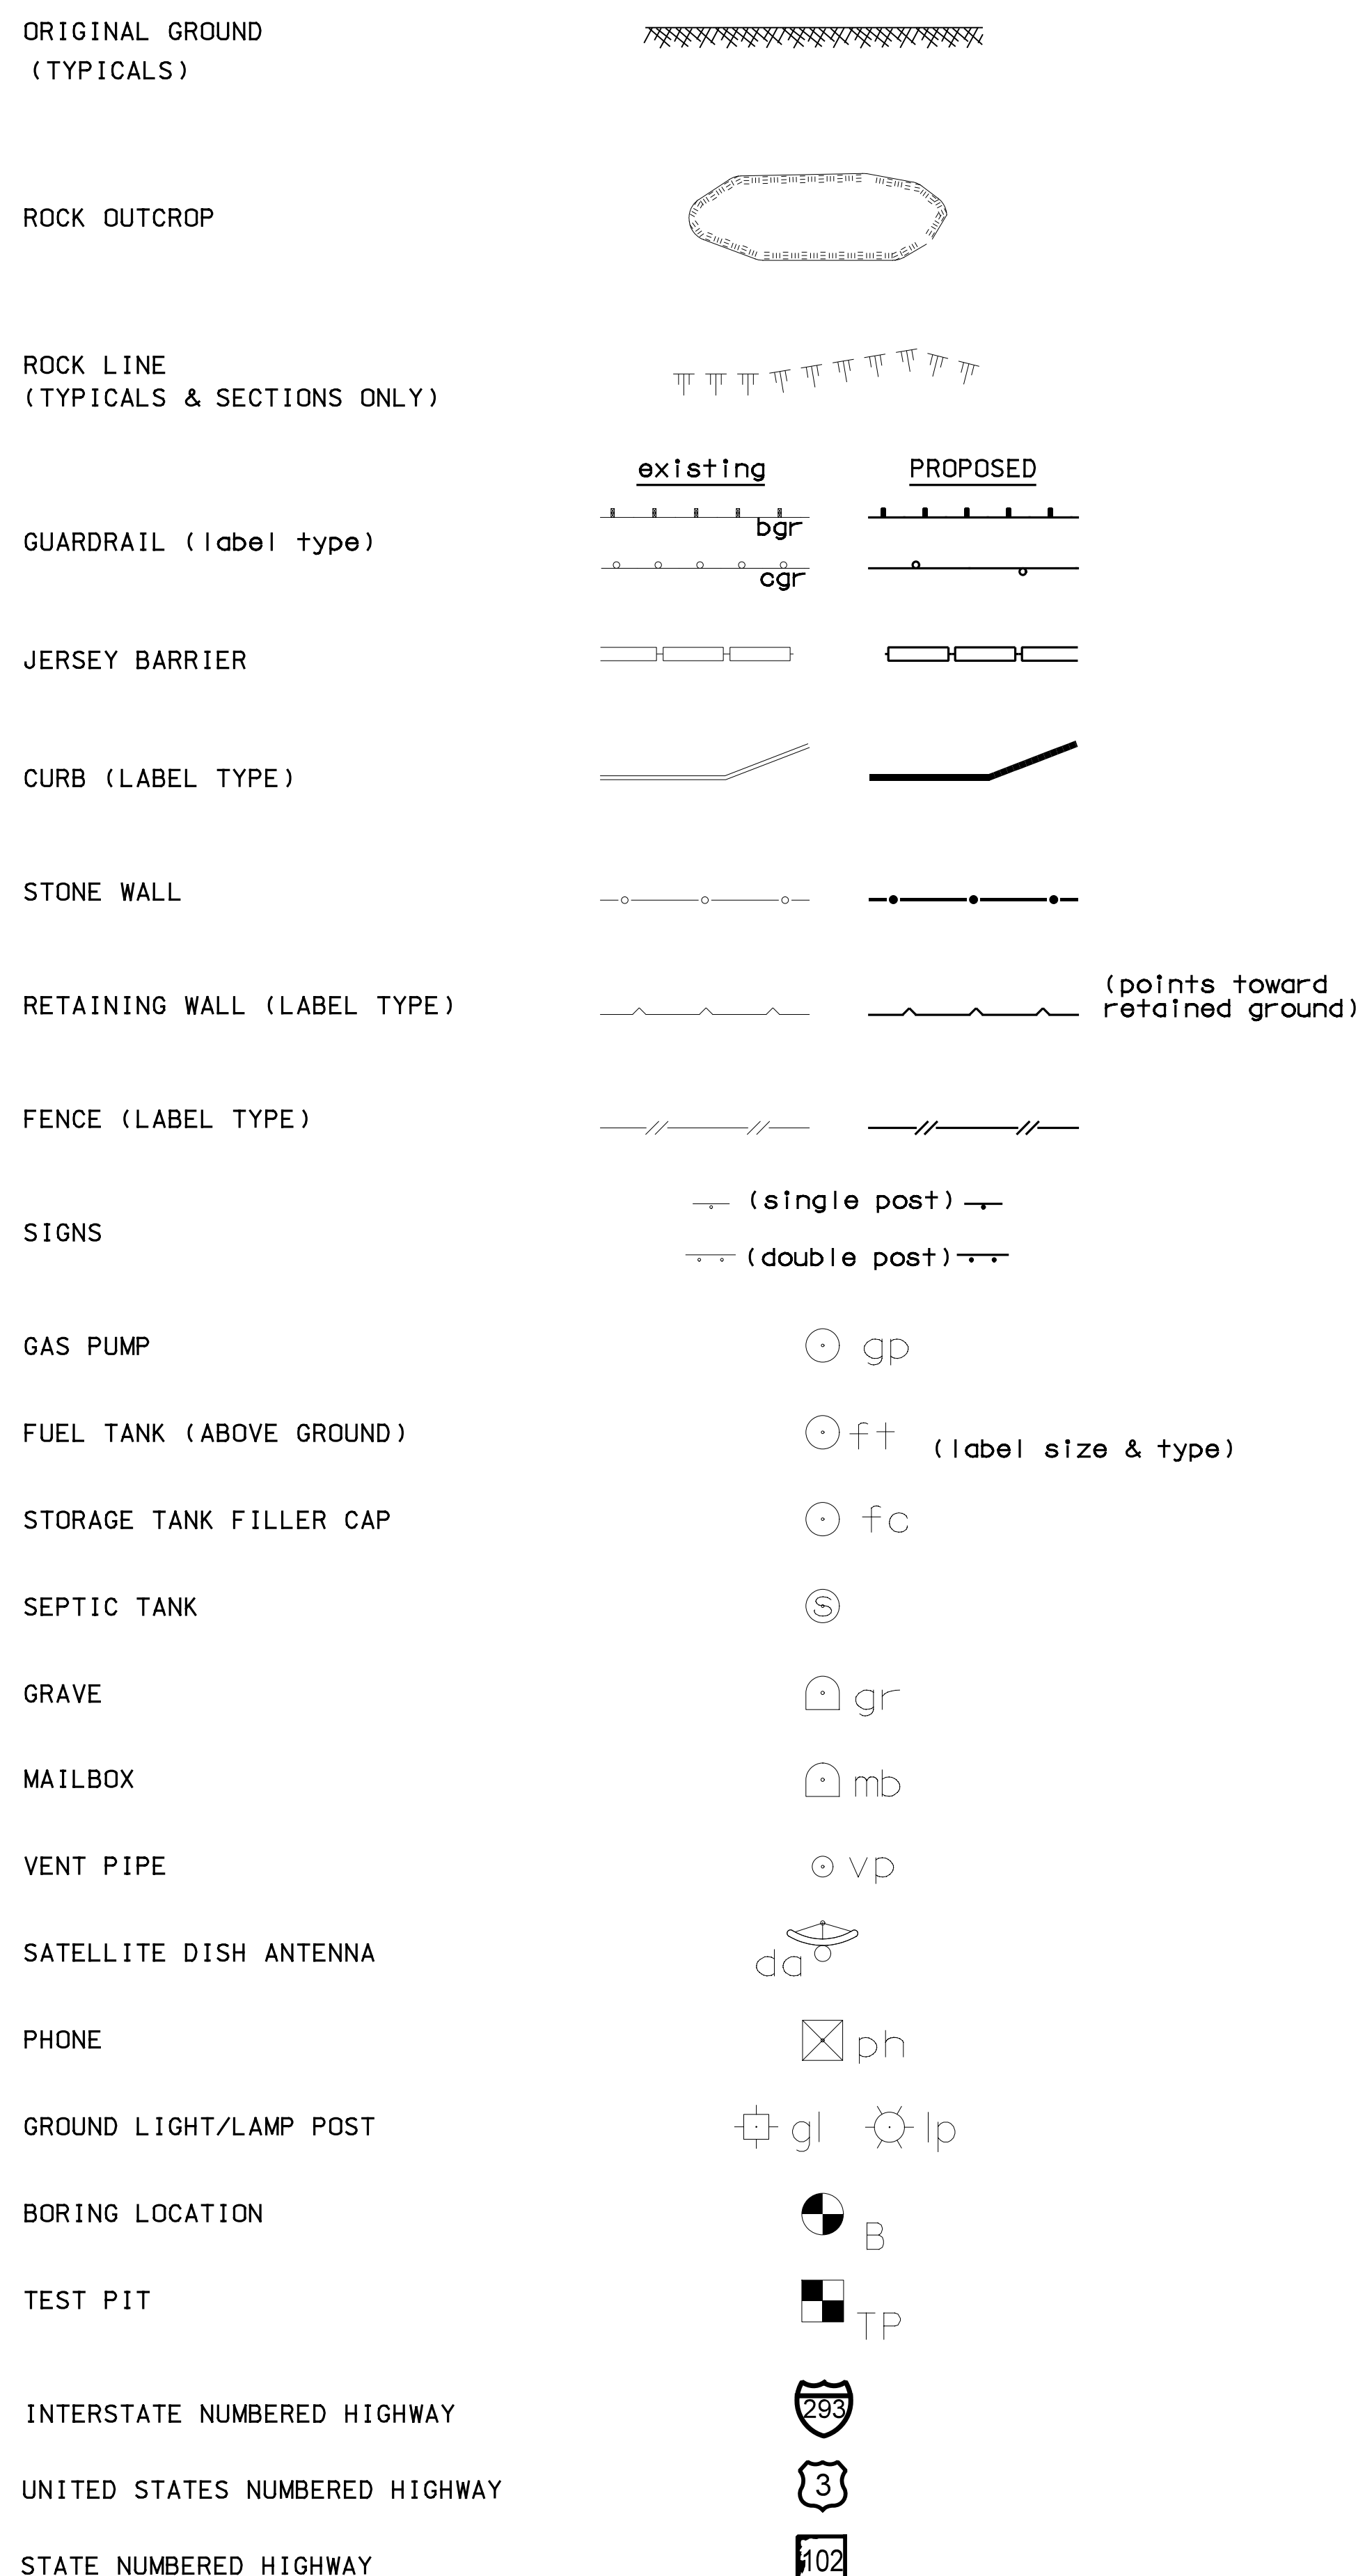 ORIGINAL GROUND
(TYPICALS)
ROCK OUTCROP
ROCK LINE
(TYPICALS & SECTIONS ONLY)
existing PROPOSED
bgr
GUARDRAIL (label type)
cgr
JERSEY BARRIER
CURB (LABEL TYPE)
STONE WALL
RETAINING WALL (LABEL TYPE)
(points toward
retained ground)
FENCE (LABEL TYPE)
(single post)
SIGNS
(double post)
GAS PUMP gp
FUEL TANK (ABOVE GROUND) ft
(label size & type)
STORAGE TANK FILLER CAP fc
SEPTIC TANK S
GRAVE gr
MAILBOX mb
VENT PIPE vp
SATELLITE DISH ANTENNA da
PHONE ph
GROUND LIGHT/LAMP POST gl lp
BORING LOCATION B
TEST PIT TP
INTERSTATE NUMBERED HIGHWAY 293
UNITED STATES NUMBERED HIGHWAY 3
STATE NUMBERED HIGHWAY 102